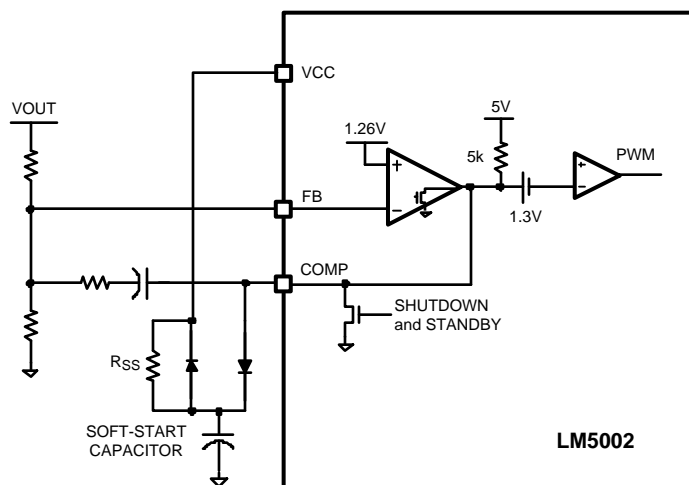 VCC
VOUT
5V
1.26V
5k
PWM
+
+
FB
−
−
1.3V
COMP
SHUTDOWN
and STANDBY
RSS
SOFT-START
CAPACITOR
LM5002